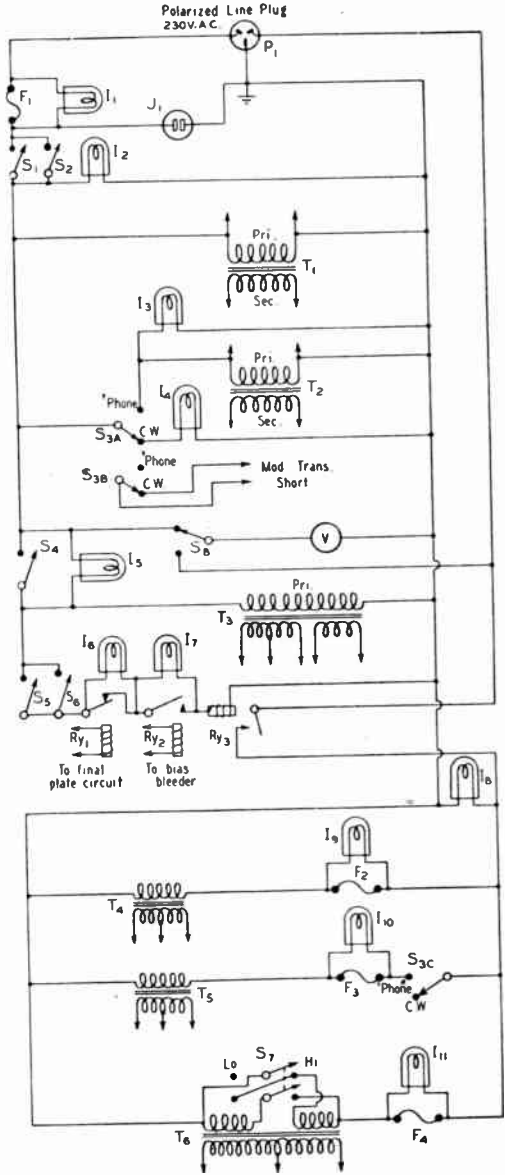 Polarized Line Plug
230V.A.C.
P1
F1
I1
J1
S1
S2
I2
Pri.
T1
Sec.
I3
Pri.
T2
I4
Sec.
'Phone
S3A
CW
'Phone
S3B
CW
Mod Trans.
Short
S4
I5
S8
V
Pri.
T3
I6
I7
S5
S6
Ry1
Ry2
Ry3
To final
plate circuit
To bias
bleeder
I8
I9
F2
T4
I10
S3C
F3
'Phone"
CW
T5
Lo
S7
Hi
I11
T6
F4